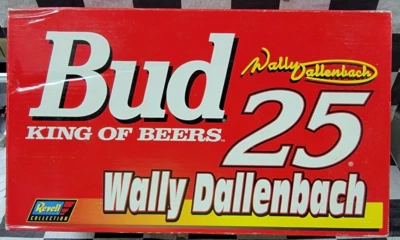 Bud
KING OF BEERS
Wally Dallenbach
25
Wally Dallenbach
Revell
COLLECTION